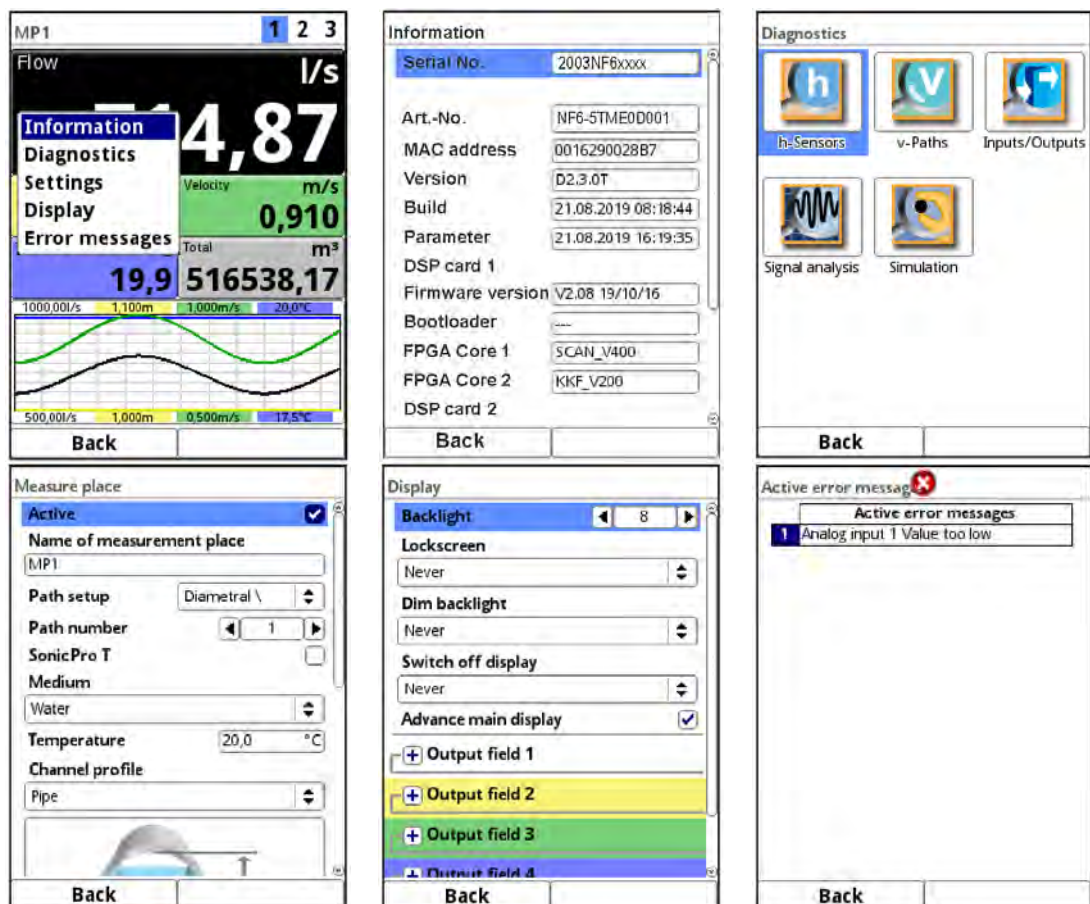 MP1 1 2 3
Flow l/s
4,87
Information
Diagnostics
Settings
Display
Error messages
Velocity m/s
0,910
Total m³
19,9 516538,17
1000,00l/s 1,100m 1,000m/s 20,0°C
500,00l/s 1,000m 0,500m/s 17,5°C
Back
Information
Serial No. 2003NF6xxxx
Art.-No. NF6-5TME0D001
MAC address 0016290028B7
Version D2.3.0T
Build 21.08.2019 08:18:44
Parameter 21.08.2019 16:19:35
DSP card 1
Firmware version V2.08 19/10/16
Bootloader ---
FPGA Core 1 SCAN_V400
FPGA Core 2 KKF_V200
DSP card 2
Back
Diagnostics
h
v
h-Sensors v-Paths Inputs/Outputs
Signal analysis Simulation
Back
Measure place
Active
Name of measurement place
MP1
Path setup Diametral \
Path number 1
SonicPro T
Medium
Water
Temperature 20,0 °C
Channel profile
Pipe
Back
Display
Backlight 8
Lockscreen
Never
Dim backlight
Never
Switch off display
Never
Advance main display
Output field 1
Output field 2
Output field 3
Output field 4
Back
Active error messag
Active error messages
1 Analog input 1 Value too low
Back